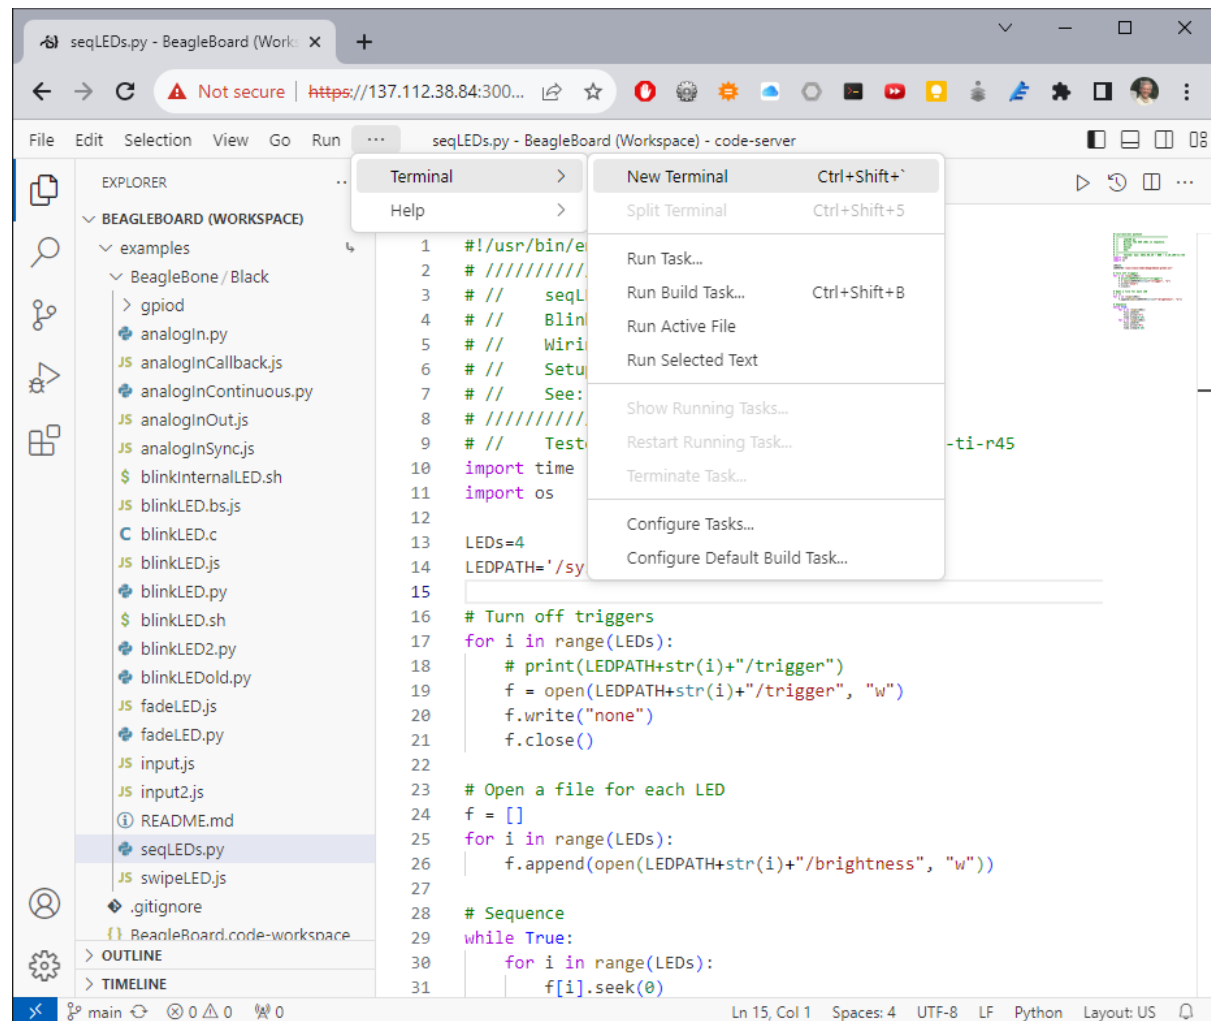 seqLEDs.py - BeagleBoard (Works
Not secure | https://137.112.38.84:300...
File Edit Selection View Go Run ... seqLEDs.py - BeagleBoard (Workspace) - code-server
EXPLORER
BEAGLEBOARD (WORKSPACE)
examples
BeagleBone / Black
gpiod
analogIn.py
JS analogInCallback.js
analogInContinuous.py
JS analogInOut.js
JS analogInSync.js
$ blinkInternalLED.sh
JS blinkLED.bs.js
C blinkLED.c
JS blinkLED.js
blinkLED.py
$ blinkLED.sh
blinkLED2.py
blinkLEDold.py
JS fadeLED.js
fadeLED.py
JS input.js
JS input2.js
README.md
seqLEDs.py
JS swipeLED.js
.gitignore
{} BeagleBoard.code-workspace
OUTLINE
TIMELINE
Terminal
Help
New Terminal Ctrl+Shift+`
Split Terminal Ctrl+Shift+5
Run Task...
Run Build Task... Ctrl+Shift+B
Run Active File
Run Selected Text
Show Running Tasks...
Restart Running Task...
Terminate Task...
Configure Tasks...
Configure Default Build Task...
1 #!/usr/bin/e
2 # ///////////
3 # // seqL
4 # // Blin
5 # // Wiri
6 # // Setu
7 # // See:
8 # ///////////
9 # // Test -ti-r45
10 import time
11 import os
12
13 LEDs=4
14 LEDPATH='/sy
15
16 # Turn off triggers
17 for i in range(LEDs):
18 # print(LEDPATH+str(i)+"/trigger")
19 f = open(LEDPATH+str(i)+"/trigger", "w")
20 f.write("none")
21 f.close()
22
23 # Open a file for each LED
24 f = []
25 for i in range(LEDs):
26 f.append(open(LEDPATH+str(i)+"/brightness", "w"))
27
28 # Sequence
29 while True:
30 for i in range(LEDs):
31 f[i].seek(0)
main 0 0 0 Ln 15, Col 1 Spaces: 4 UTF-8 LF Python Layout: US